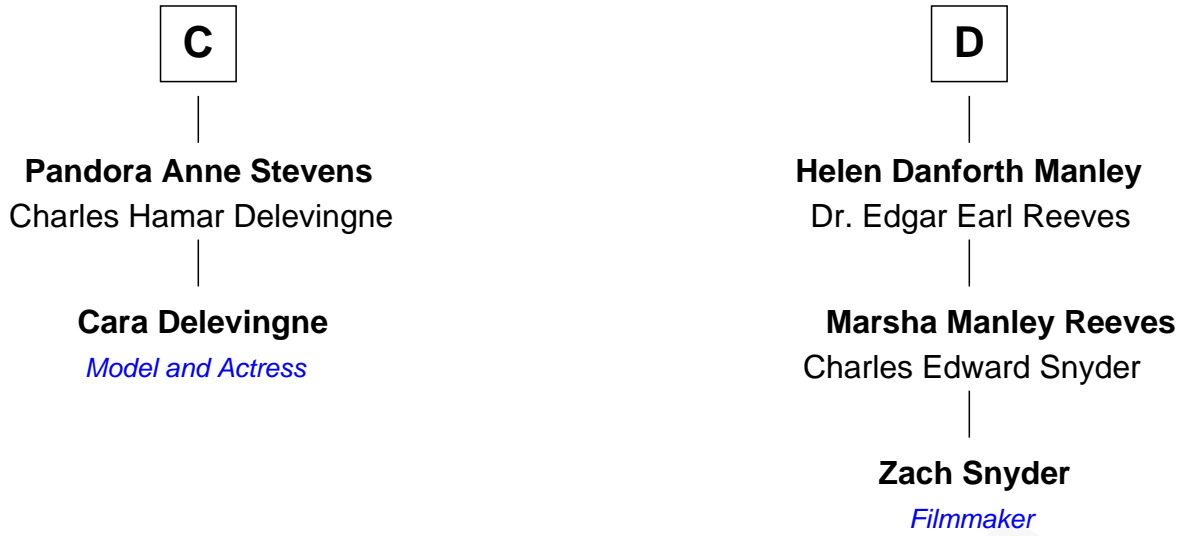 C
Pandora Anne Stevens
Charles Hamar Delevingne
Cara Delevingne
Model and Actress
D
Helen Danforth Manley
Dr. Edgar Earl Reeves
Marsha Manley Reeves
Charles Edward Snyder
Zach Snyder
Filmmaker